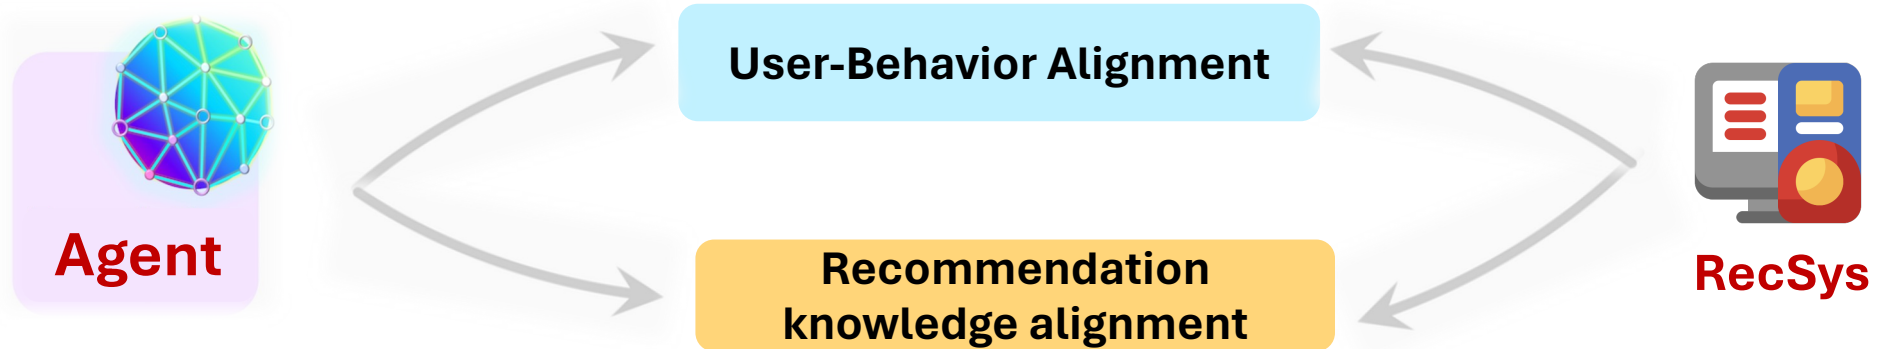 User-Behavior Alignment
Agent
Recommendation
knowledge alignment
RecSys